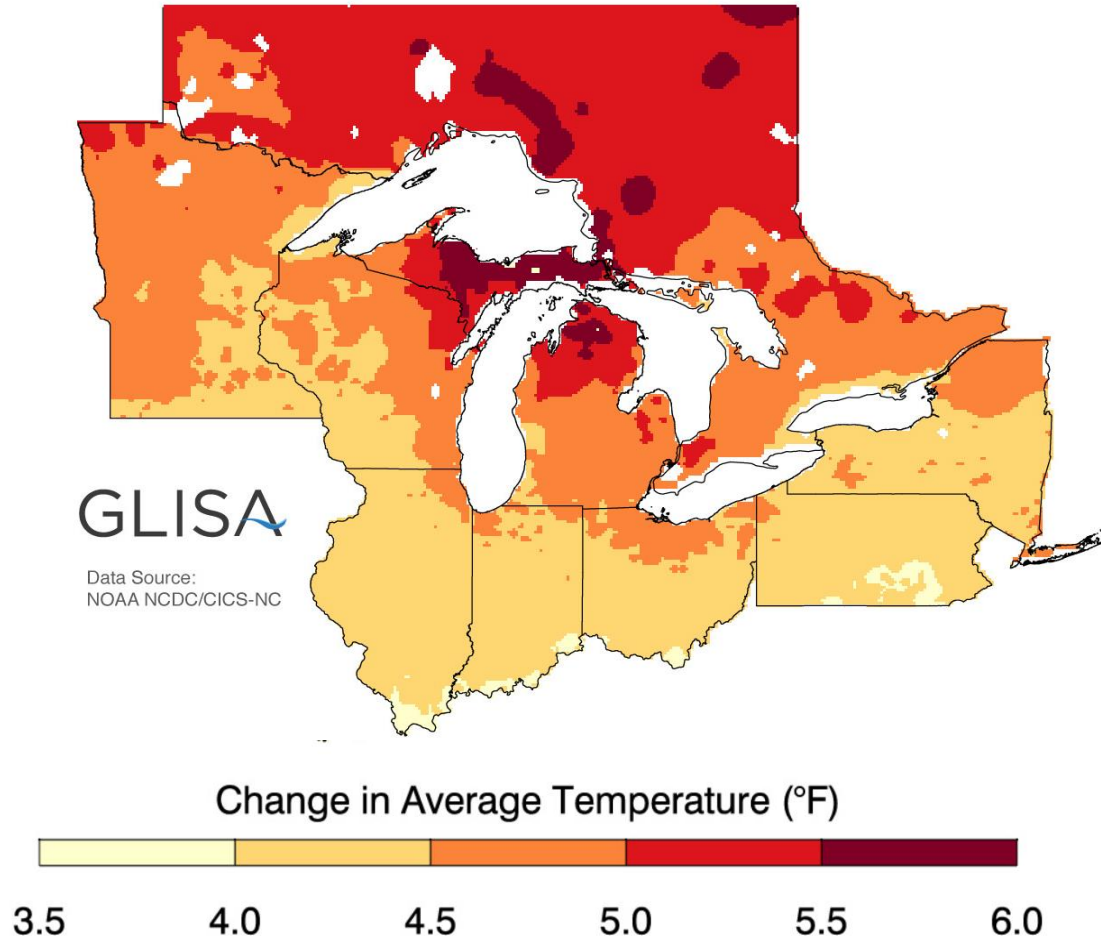 GLISA
Data Source:
NOAA NCDC/CICS-NC
Change in Average Temperature (°F)
3.5 4.0 4.5 5.0 5.5 6.0